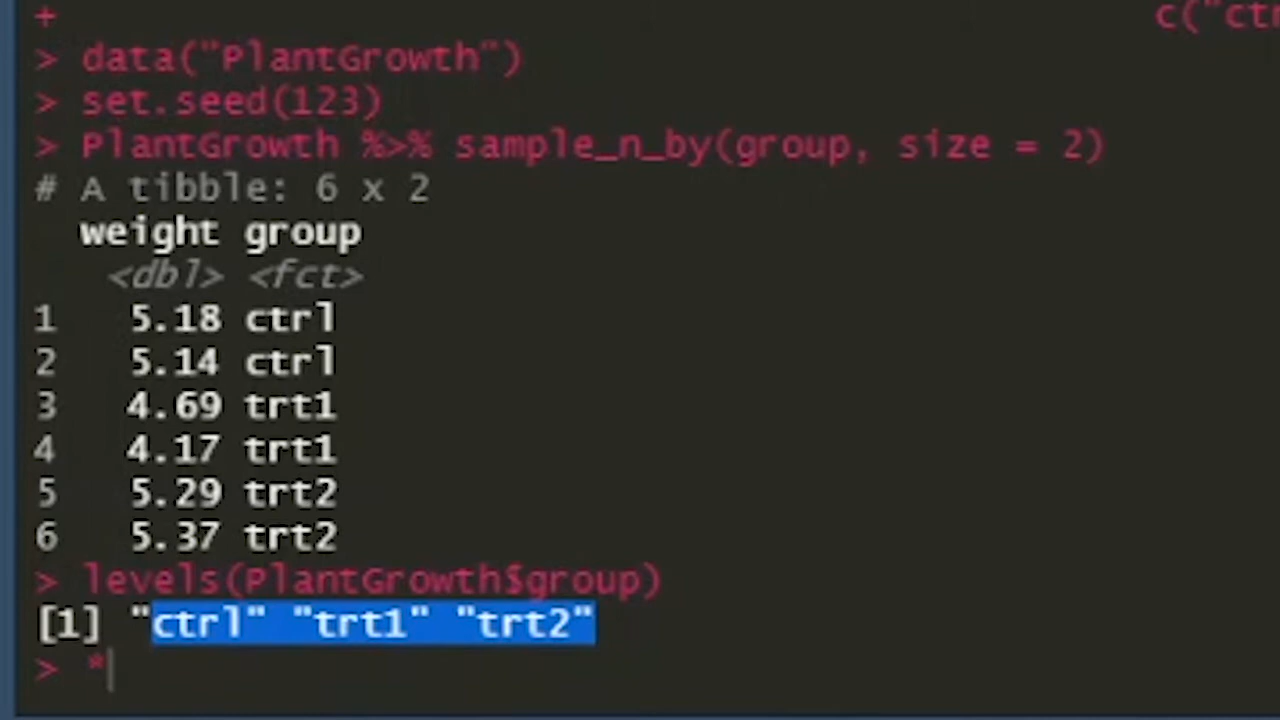 + c("ct
> data("PlantGrowth")
> set.seed(123)
> PlantGrowth %>% sample_n_by(group, size = 2)
# A tibble: 6 x 2
weight group
<dbl> <fct>
1 5.18 ctrl
2 5.14 ctrl
3 4.69 trt1
4 4.17 trt1
5 5.29 trt2
6 5.37 trt2
> levels(PlantGrowth$group)
[1] "ctrl" "trt1" "trt2"
> *